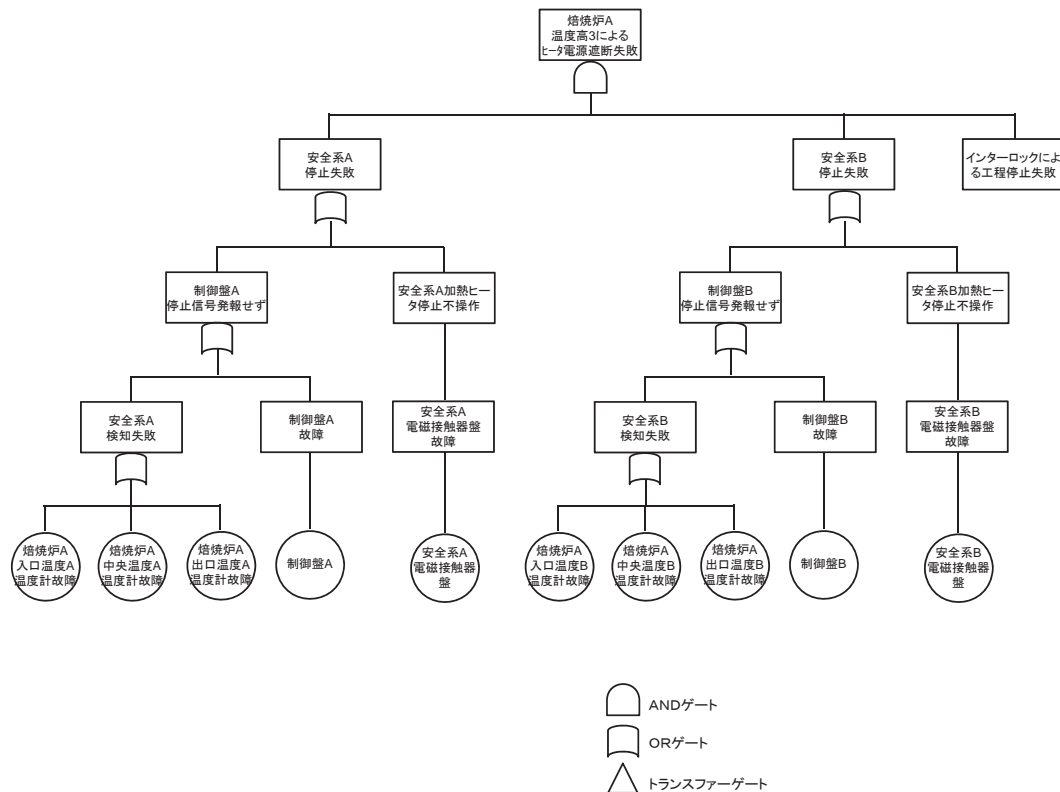 焙焼炉A
温度高3による
ﾋｰﾀ電源遮断失敗
安全系A
停止失敗
安全系B
停止失敗
インターロックによ
る工程停止失敗
制御盤A
停止信号発報せず
安全系A加熱ヒー
タ停止不操作
制御盤B
停止信号発報せず
安全系B加熱ヒー
タ停止不操作
安全系A
検知失敗
制御盤A
故障
安全系A
電磁接触器盤
故障
安全系B
検知失敗
制御盤B
故障
安全系B
電磁接触器盤
故障
焙焼炉A
入口温度A
温度計故障
焙焼炉A
中央温度A
温度計故障
焙焼炉A
出口温度A
温度計故障
制御盤A
安全系A
電磁接触器
盤
焙焼炉A
入口温度B
温度計故障
焙焼炉A
中央温度B
温度計故障
焙焼炉A
出口温度B
温度計故障
制御盤B
安全系B
電磁接触器
盤
ANDゲート
ORゲート
トランスファーゲート